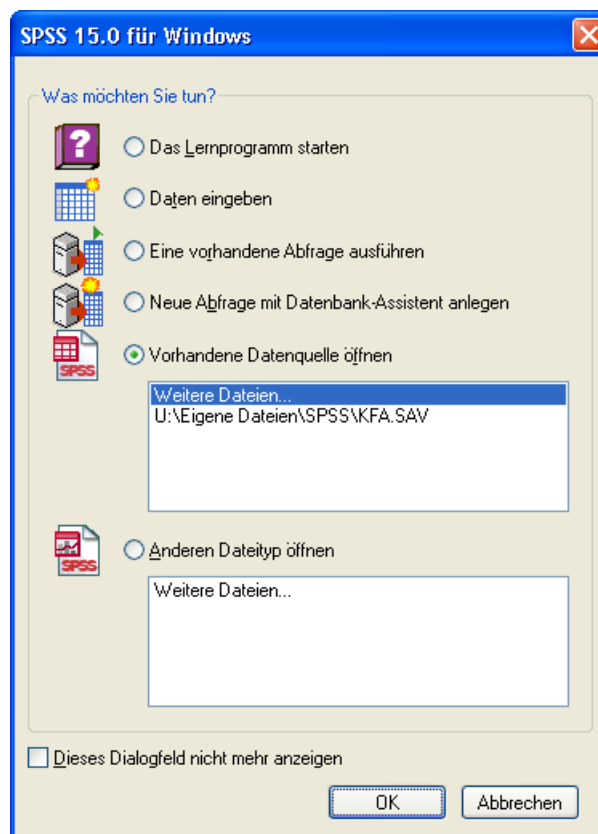 SPSS 15.0 für Windows
Was möchten Sie tun?
Das Lernprogramm starten
Daten eingeben
Eine vorhandene Abfrage ausführen
Neue Abfrage mit Datenbank-Assistent anlegen
Vorhandene Datenquelle öffnen
SPSS
Weitere Dateien...
U:\Eigene Dateien\SPSS\KFA.SAV
Anderen Dateityp öffnen
SPSS
Weitere Dateien...
Dieses Dialogfeld nicht mehr anzeigen
OK
Abbrechen